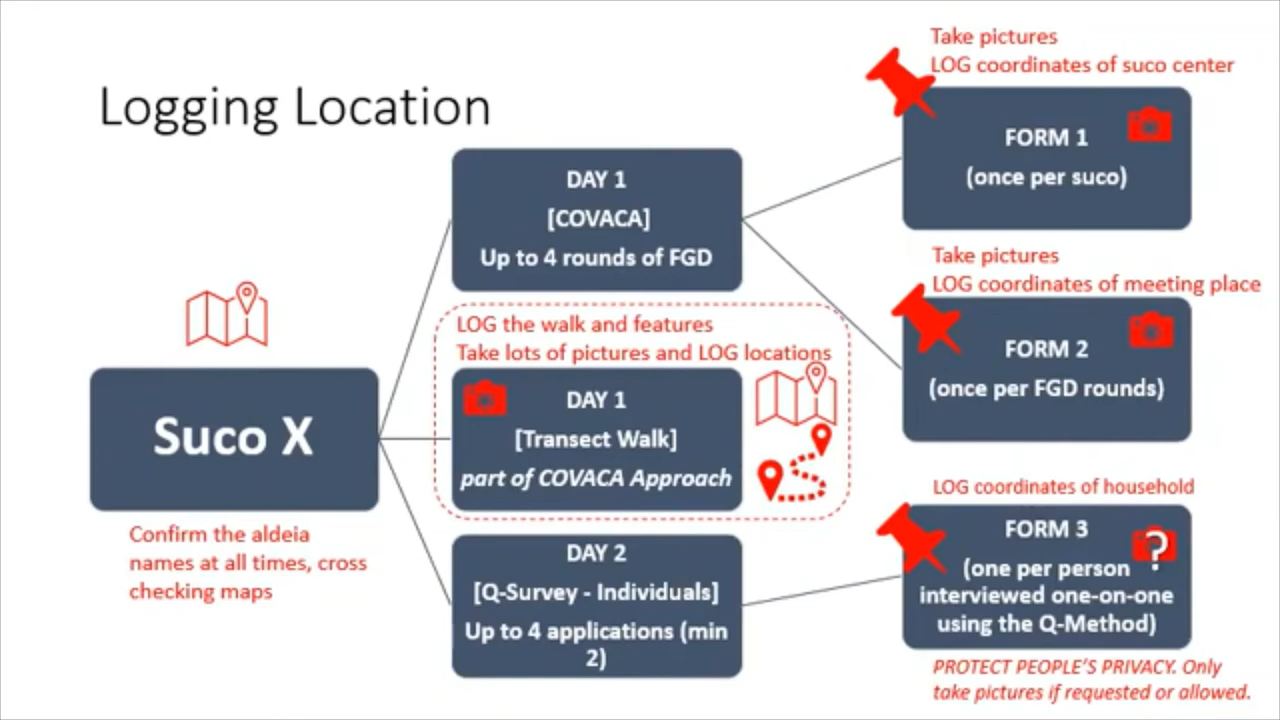 Logging Location
Suco X
Confirm the aldeia
names at all times, cross
checking maps
DAY 1
[COVACA]
Up to 4 rounds of FGD
LOG the walk and features
Take lots of pictures and LOG locations
DAY 1
[Transect Walk]
part of COVACA Approach
DAY 2
[Q-Survey - Individuals]
Up to 4 applications (min
2)
Take pictures
LOG coordinates of suco center
FORM 1
(once per suco)
Take pictures
LOG coordinates of meeting place
FORM 2
(once per FGD rounds)
LOG coordinates of household
FORM 3
?
(one per person
interviewed one-on-one
using the Q-Method)
PROTECT PEOPLE'S PRIVACY. Only
take pictures if requested or allowed.